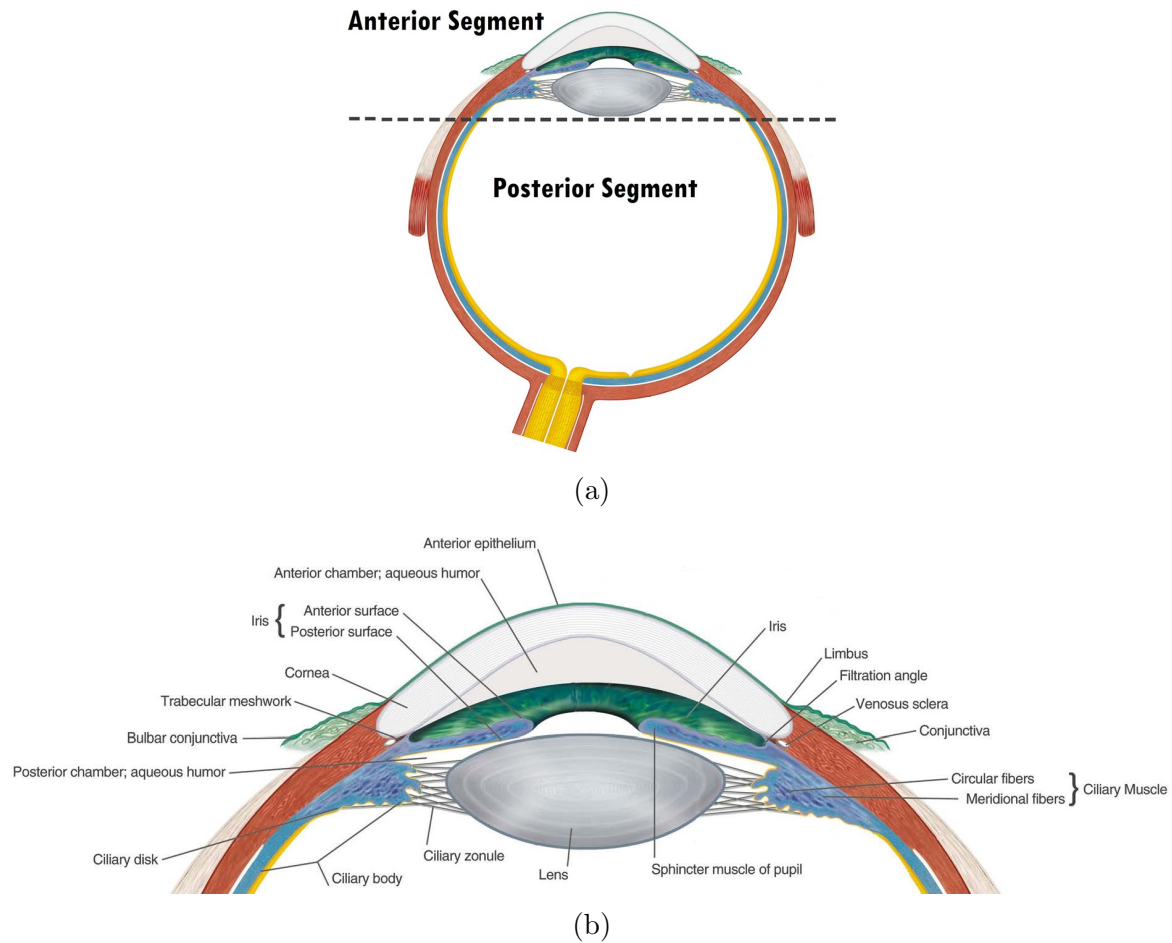 Anterior Segment
Posterior Segment
(a)
Anterior epithelium
Anterior chamber; aqueous humor
Iris {
Anterior surface
Posterior surface
Cornea
Trabecular meshwork
Bulbar conjunctiva
Posterior chamber; aqueous humor
Ciliary disk
Ciliary body
Ciliary zonule
Lens
Sphincter muscle of pupil
Iris
Limbus
Filtration angle
Venosus sclera
Conjunctiva
Circular fibers
Meridional fibers
} Ciliary Muscle
(b)